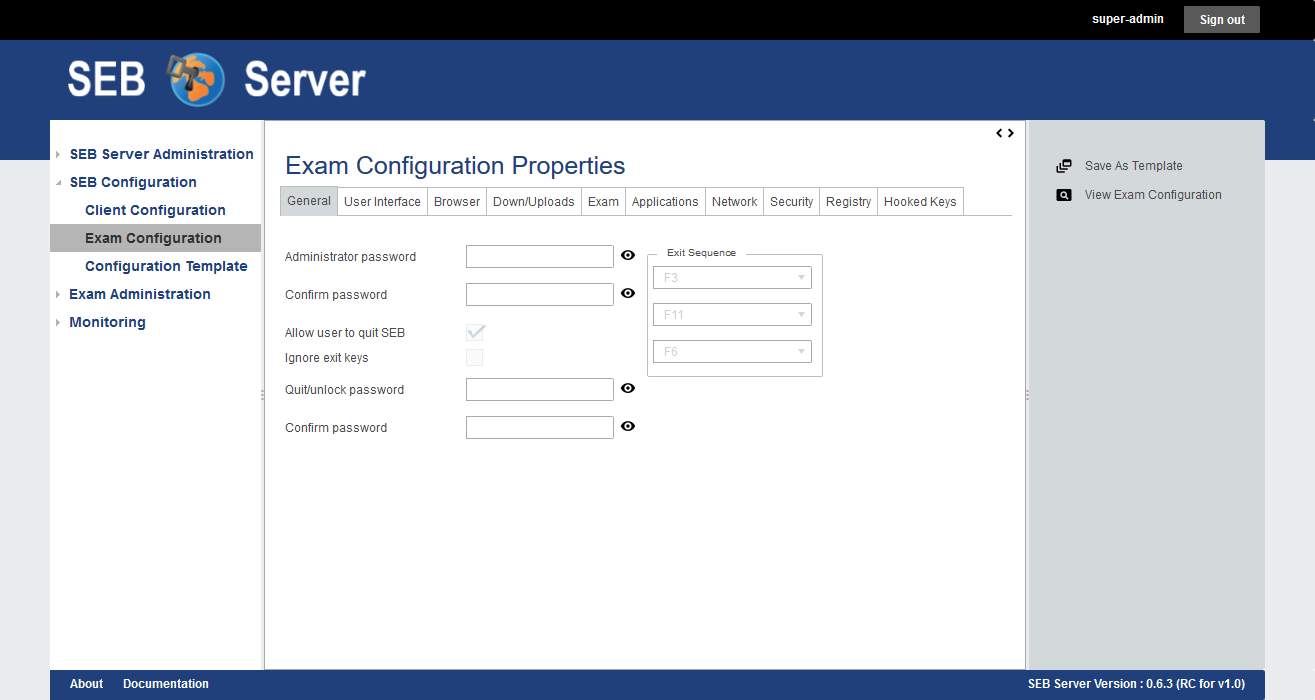 super-admin
Sign out
SEB Server
SEB Server Administration
SEB Configuration
Client Configuration
Exam Configuration
Configuration Template
Exam Administration
Monitoring
Exam Configuration Properties
General User Interface Browser Down/Uploads Exam Applications Network Security Registry Hooked Keys
Administrator password
Confirm password
Allow user to quit SEB
Ignore exit keys
Quit/unlock password
Confirm password
Exit Sequence
F3
F11
F6
Save As Template
View Exam Configuration
About Documentation
SEB Server Version : 0.6.3 (RC for v1.0)